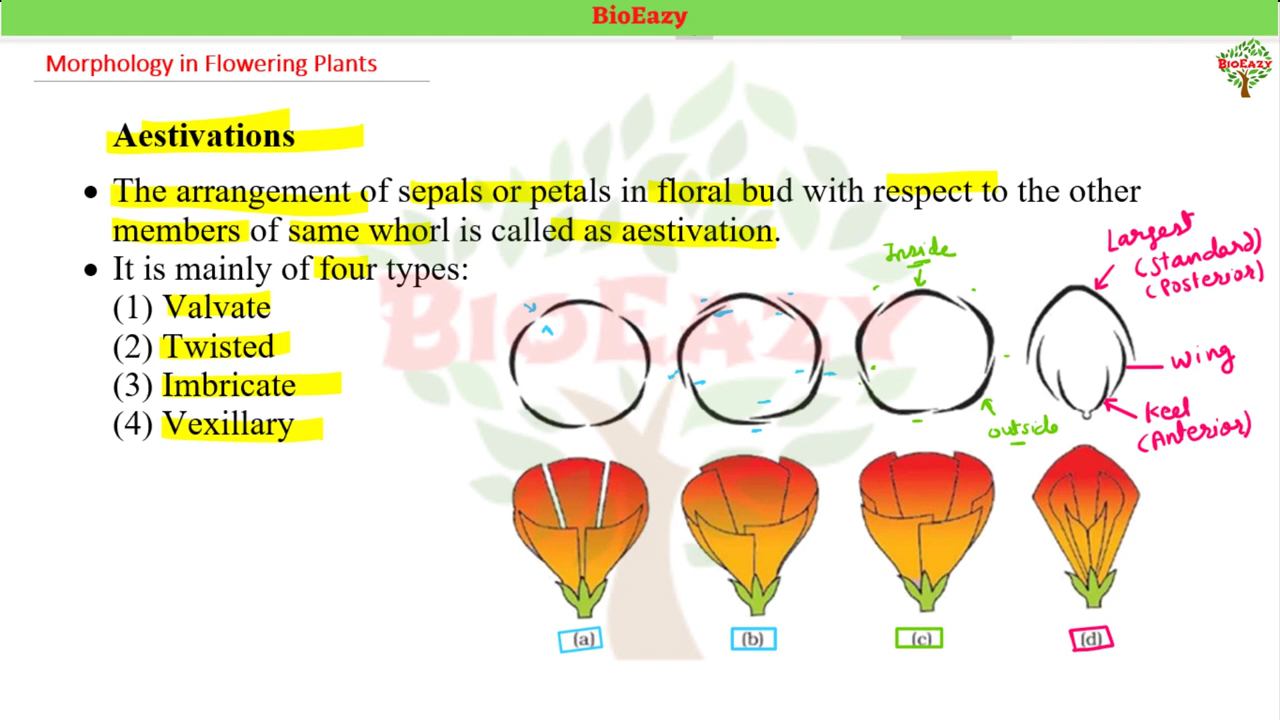 BioEazy
Morphology in Flowering Plants
BIOEAZY
Aestivations
• The arrangement of sepals or petals in floral bud with respect to the other
members of same whorl is called as aestivation.
• It is mainly of four types:
(1) Valvate
(2) Twisted
(3) Imbricate
(4) Vexillary
BIOEAZY
Inside
outside
Largest
(Standard)
(Posterior)
wing
keel
(Anterior)
(a)
(b)
(c)
(d)